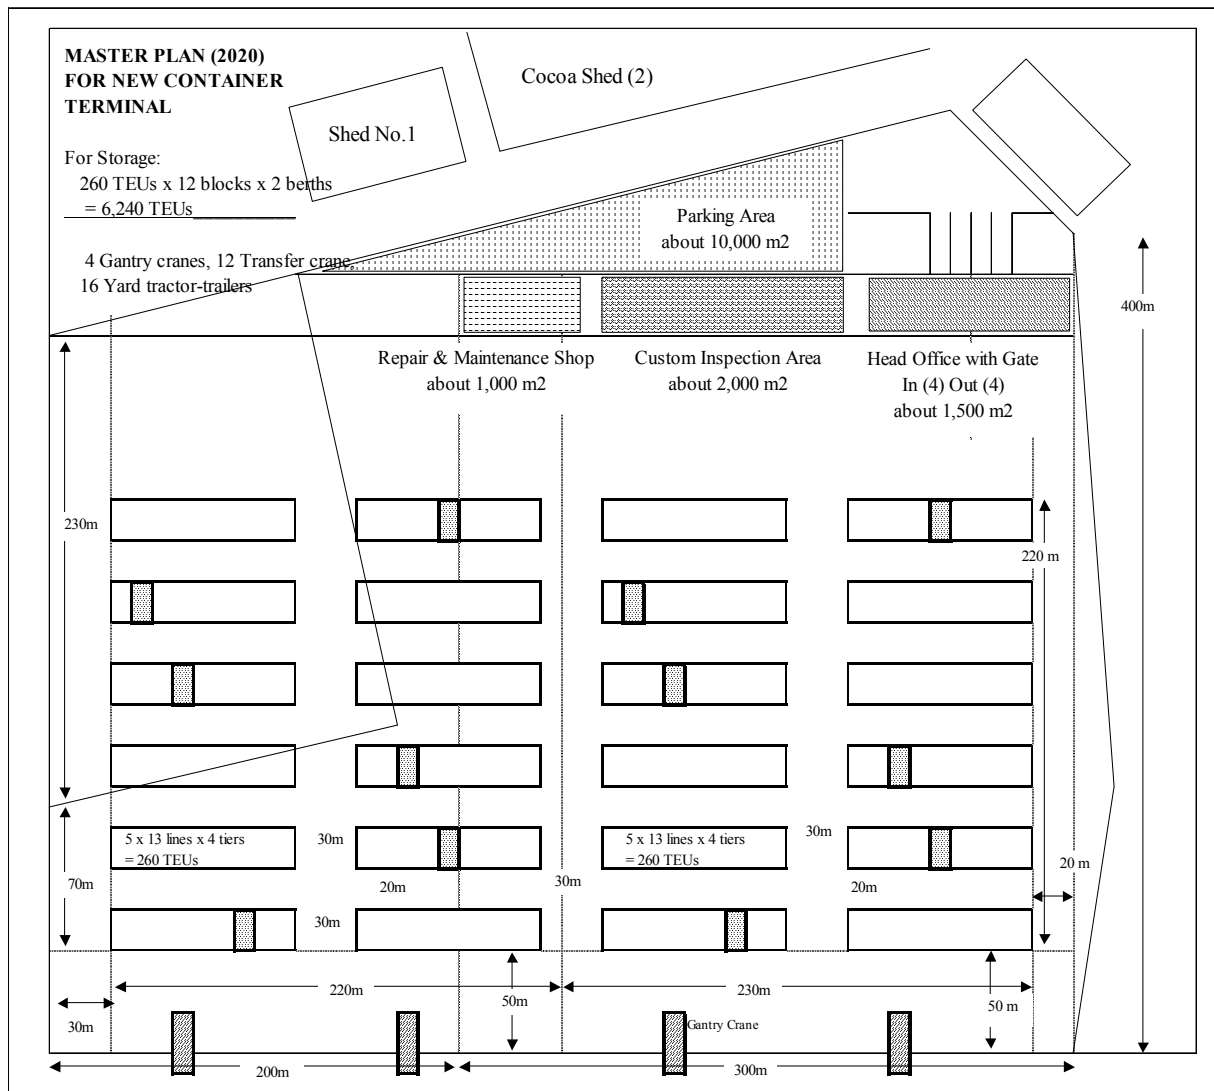 MASTER PLAN (2020)
FOR NEW CONTAINER
TERMINAL
Cocoa Shed (2)
Shed No.1
For Storage:
260 TEUs x 12 blocks x 2 berths
= 6,240 TEUs
Parking Area
about 10,000 m2
4 Gantry cranes, 12 Transfer crane,
16 Yard tractor-trailers
400m
Repair & Maintenance Shop
about 1,000 m2
Custom Inspection Area
about 2,000 m2
Head Office with Gate
In (4) Out (4)
about 1,500 m2
230m
220 m
5 x 13 lines x 4 tiers
= 260 TEUs
30m
5 x 13 lines x 4 tiers
= 260 TEUs
30m
70m
20m
30m
20m
20 m
30m
220m
50m
230m
50 m
30m
Gantry Crane
200m
300m